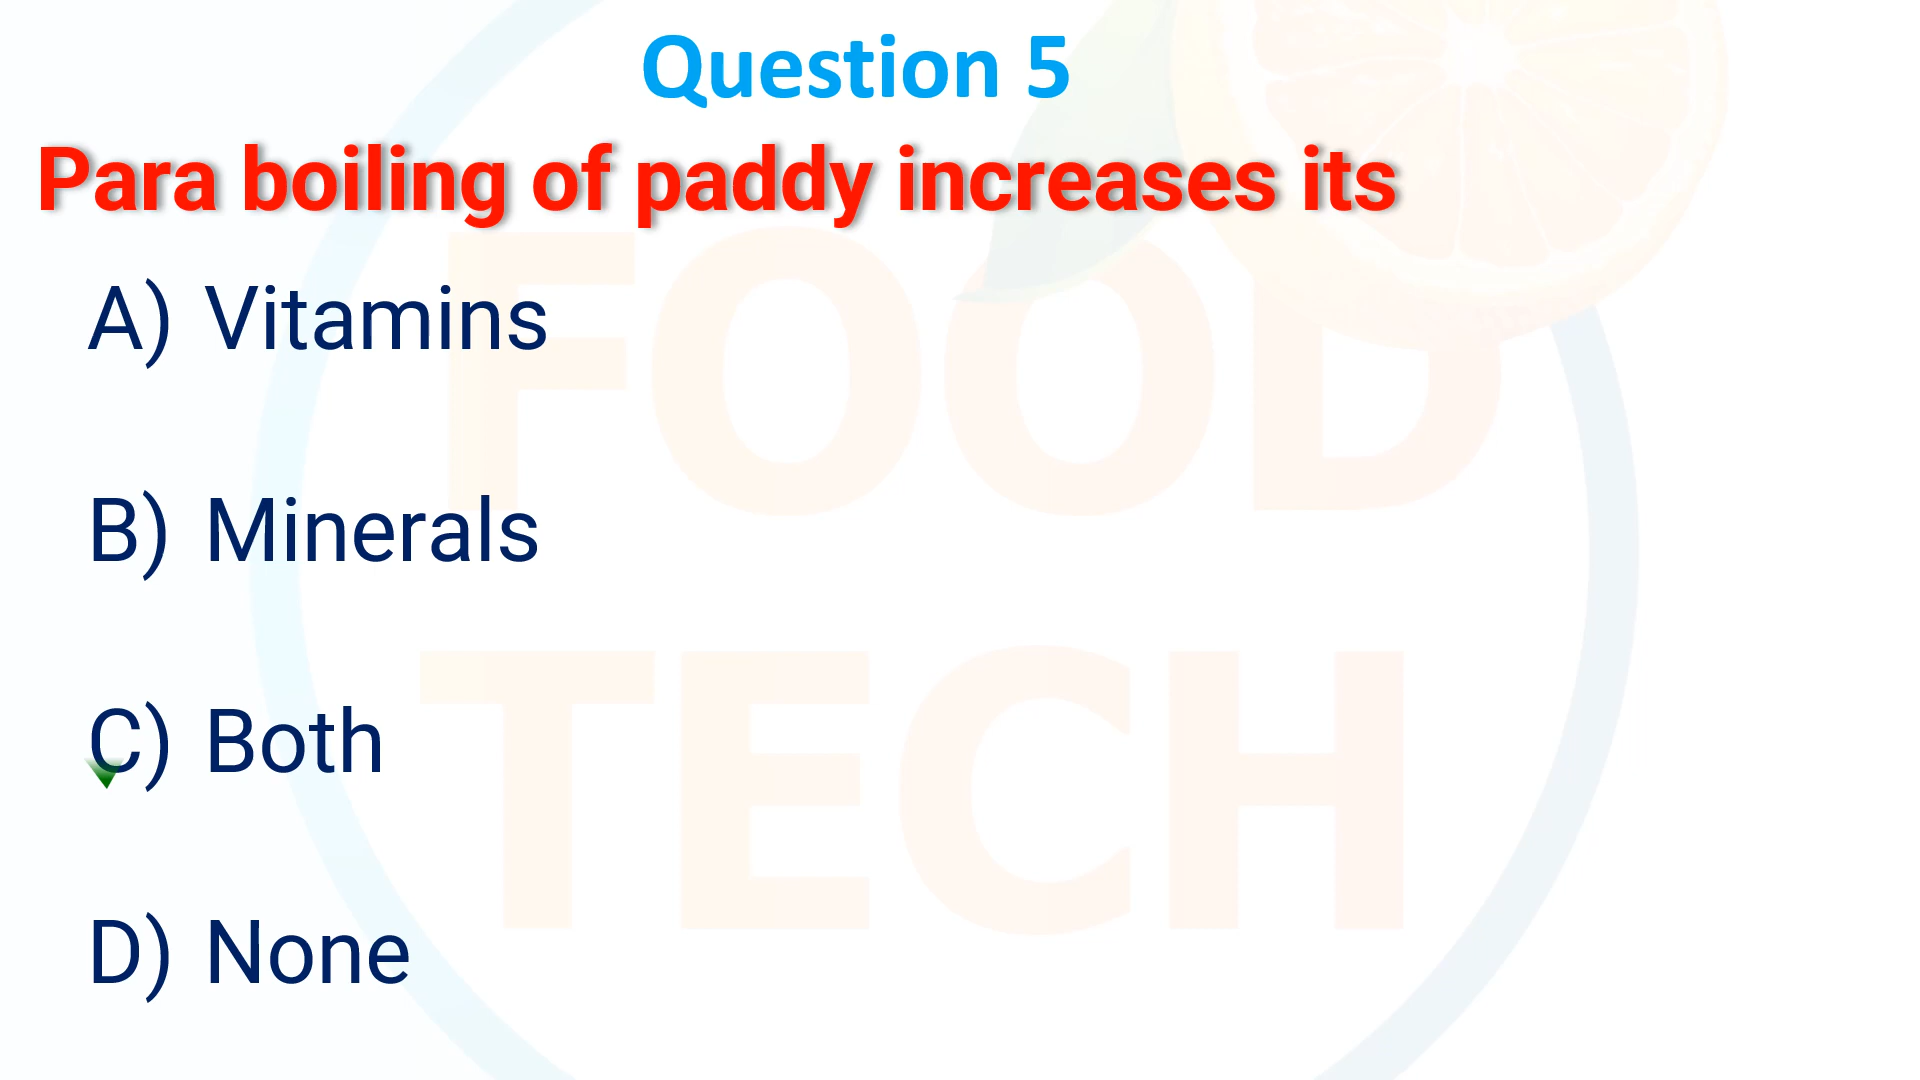 Question 5
Para boiling of paddy increases its
A) Vitamins
B) Minerals
C) Both
D) None
FOOD
TECH